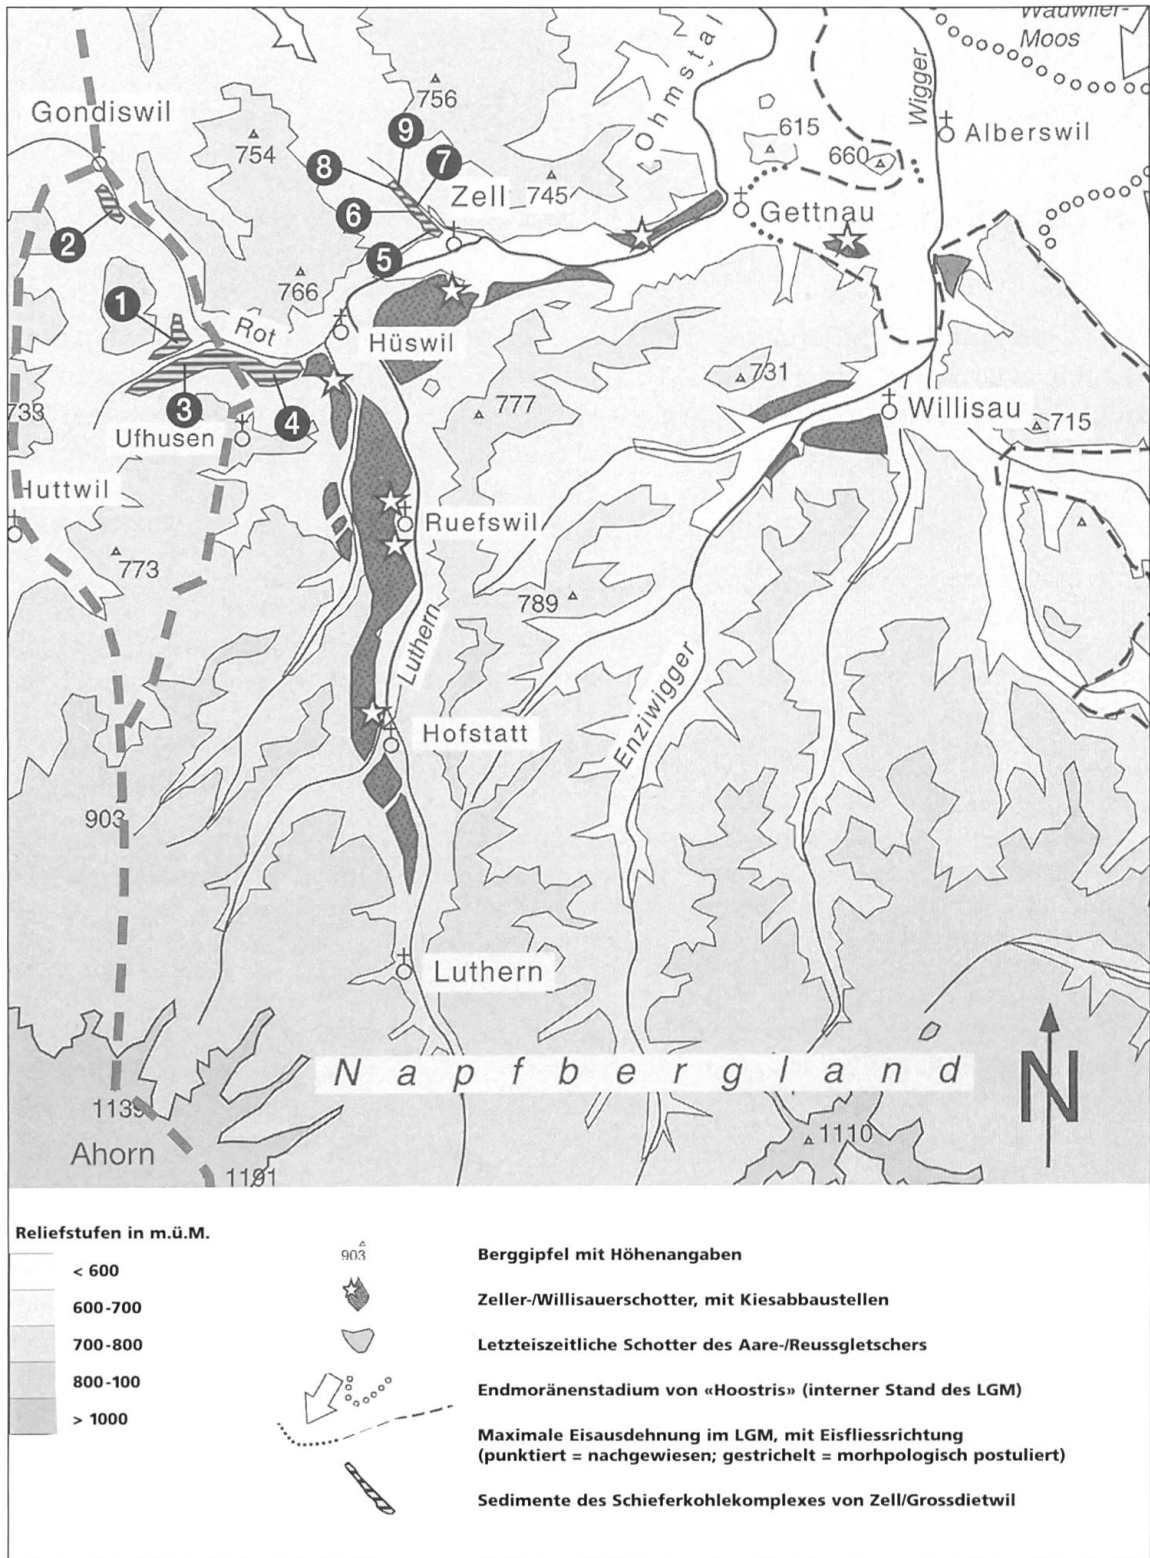 Wauwiler-
Moos
Wigger
Ohmstal
756
Gondiswil
9
615
Alberswil
754
8
7
660
Zell
745
6
Gettnau
2
5
766
1
Rot
Hüswil
731
3
4
777
Willisau
733
Ufhusen
715
Huttwil
Ruefswil
773
789
Luthern
Enziwigger
Hofstatt
903
Luthern
Napfbergland
N
1139
1110
Ahorn
1191
Reliefstufen in m.ü.M.
< 600
600-700
700-800
800-100
> 1000
903
Berggipfel mit Höhenangaben
Zeller-/Willisauerschotter, mit Kiesabbaustellen
Letzteiszeitliche Schotter des Aare-/Reussgletschers
Endmoränenstadium von «Hoostris» (interner Stand des LGM)
Maximale Eisausdehnung im LGM, mit Eisfliessrichtung
(punktiert = nachgewiesen; gestrichelt = morhpologisch postuliert)
Sedimente des Schieferkohlekomplexes von Zell/Grossdietwil